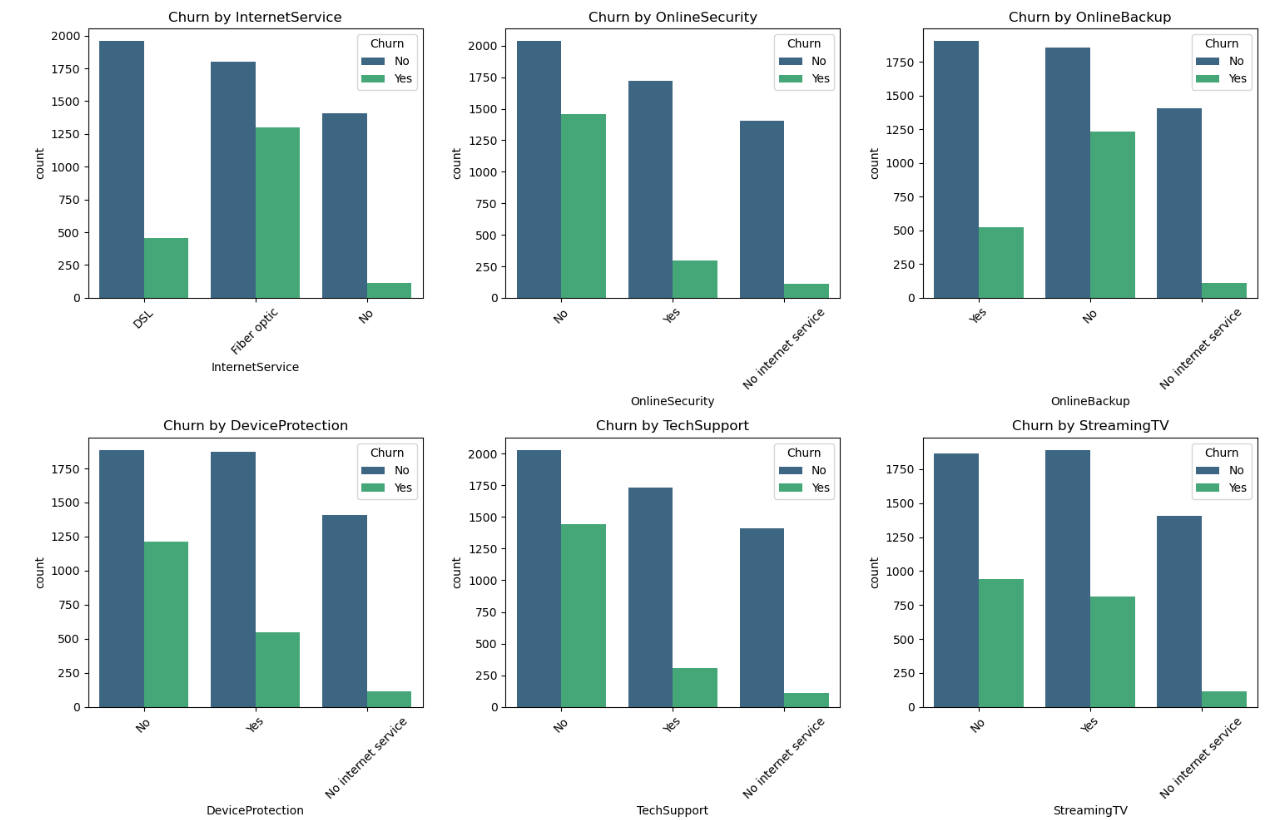 Churn by InternetService
2000
1750
1500
1250
1000
750
500
250
0
count
Churn
No
Yes
DSL
Fiber optic
No
InternetService
Churn by OnlineSecurity
2000
1750
1500
1250
1000
750
500
250
0
count
Churn
No
Yes
No
Yes
No internet service
OnlineSecurity
Churn by OnlineBackup
1750
1500
1250
1000
750
500
250
0
count
Churn
No
Yes
Yes
No
No internet service
OnlineBackup
Churn by DeviceProtection
1750
1500
1250
1000
750
500
250
0
count
Churn
No
Yes
No
Yes
No internet service
DeviceProtection
Churn by TechSupport
2000
1750
1500
1250
1000
750
500
250
0
count
Churn
No
Yes
No
Yes
No internet service
TechSupport
Churn by StreamingTV
1750
1500
1250
1000
750
500
250
0
count
Churn
No
Yes
No
Yes
No internet service
StreamingTV